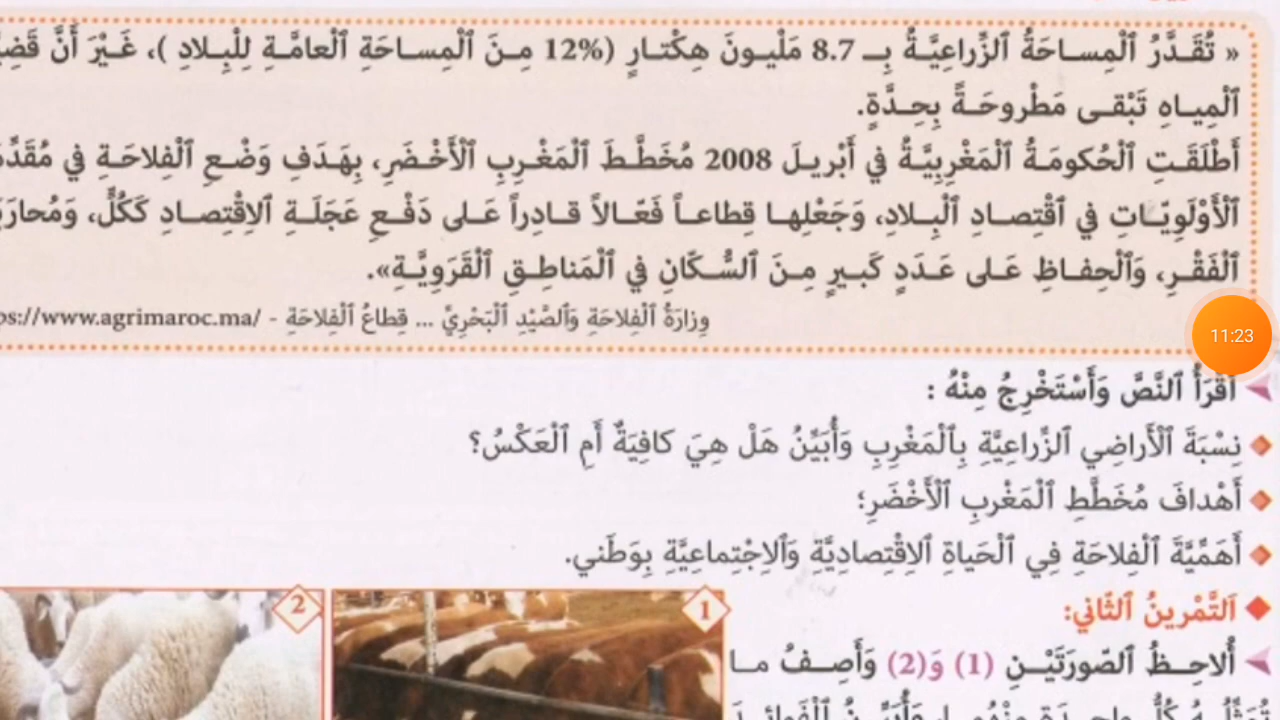 « تُقَدَّرُ ٱلْمِساحَةُ ٱلزِّراعِيَّةُ بِـ 8.7 مَلْيونَ هِكْتارٍ (12% مِنَ ٱلْمِساحَةِ ٱلْعامَّةِ لِلْبِلادِ )، غَيْرَ أَنَّ
ٱلْمِياهِ تَبْقى مَطْروحَةً بِحِدَّةٍ.
أَطْلَقَتِ ٱلْحُكومَةُ ٱلْمَغْرِبِيَّةُ في أَبْريلَ 2008 مُخَطَّطَ ٱلْمَغْرِبِ ٱلْأَخْضَرِ، بِهَدَفِ وَضْعِ ٱلْفِلاحَةِ في
ٱلْأَوْلَوِيّاتِ في ٱقْتِصادِ ٱلْبِلادِ، وَجَعْلِها قِطاعاً فَعّالاً قادِراً عَلى دَفْعِ عَجَلَةِ ٱلِاقْتِصادِ كَكُلٍّ،
ٱلْفَقْرِ، وَٱلْحِفاظِ عَلى عَدَدٍ كَبيرٍ مِنَ ٱلسُّكّانِ في ٱلْمَناطِقِ ٱلْقَرَوِيَّةِ».
وِزارَةُ ٱلْفِلاحَةِ وَٱلصَّيْدِ ٱلْبَحْرِيِّ ... قِطاعُ ٱلْفِلاحَةِ - ps://www.agrimaroc.ma/
11:23
أَقْرَأُ ٱلنَّصَّ وَأَسْتَخْرِجُ مِنْهُ :
نِسْبَةَ ٱلْأَراضِي ٱلزِّراعِيَّةِ بِٱلْمَغْرِبِ وَأُبَيِّنُ هَلْ هِيَ كافِيَةٌ أَمِ ٱلْعَكْسُ؟
أَهْدافَ مُخَطَّطِ ٱلْمَغْرِبِ ٱلْأَخْضَرِ؛
أَهَمِّيَّةَ ٱلْفِلاحَةِ فِي ٱلْحَياةِ ٱلِاقْتِصادِيَّةِ وَٱلِاجْتِماعِيَّةِ بِوَطَني.
اَلتَّمْرينُ ٱلثّاني:
أُلاحِظُ ٱلصّورَتَيْنِ (1) وَ(2) وَأَصِفُ ما
1
2